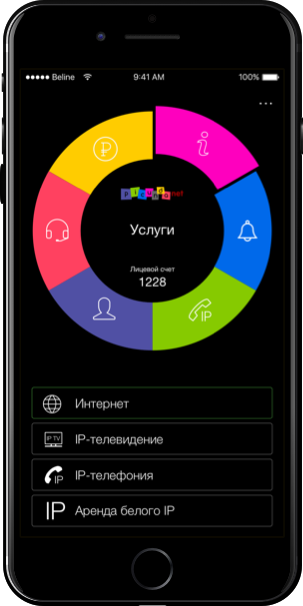 Beline 9:41 AM 100%
₽
i
Picundanet
Услуги
IP
Лицевой счет
1228
Интернет
IP TV IP-телевидение
IP IP-телефония
IP Аренда белого IP